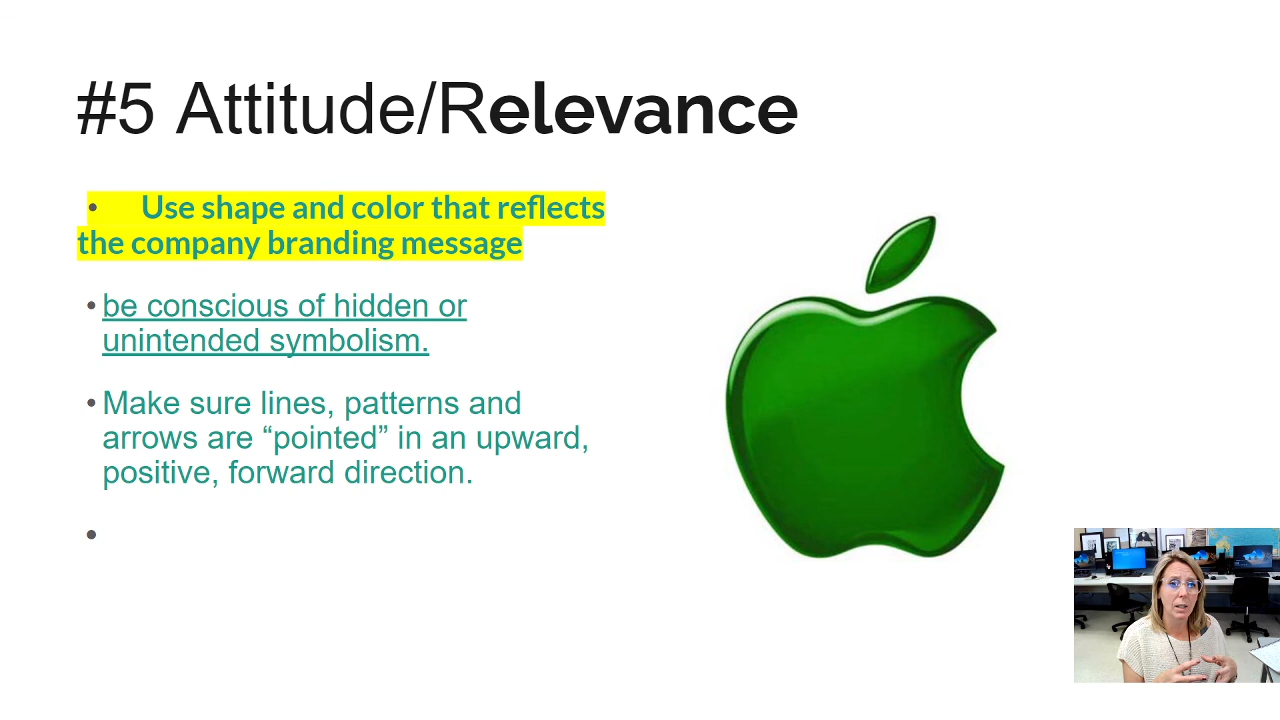 #5 Attitude/Relevance
• Use shape and color that reflects
the company branding message
• be conscious of hidden or
unintended symbolism.
• Make sure lines, patterns and
arrows are “pointed” in an upward,
positive, forward direction.
•